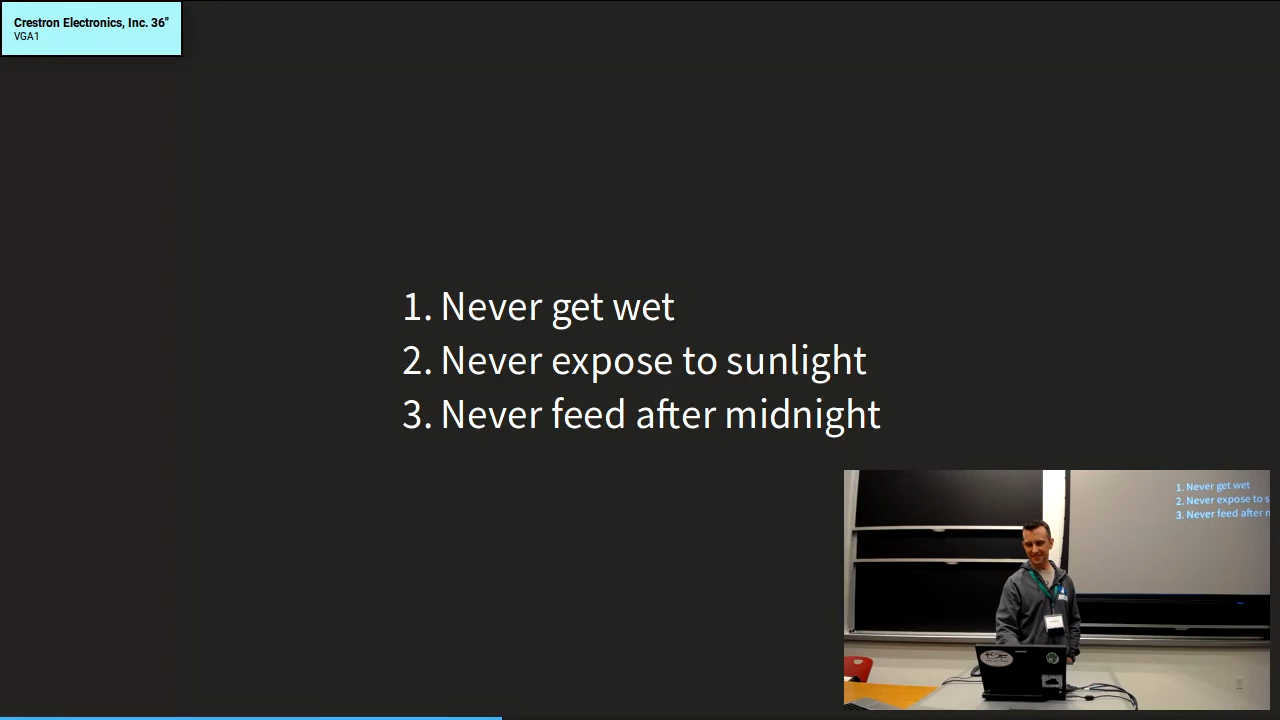 Crestron Electronics, Inc. 36"
VGA1
1. Never get wet
2. Never expose to sunlight
3. Never feed after midnight
1. Never get wet
2. Never expose to s
3. Never feed after m